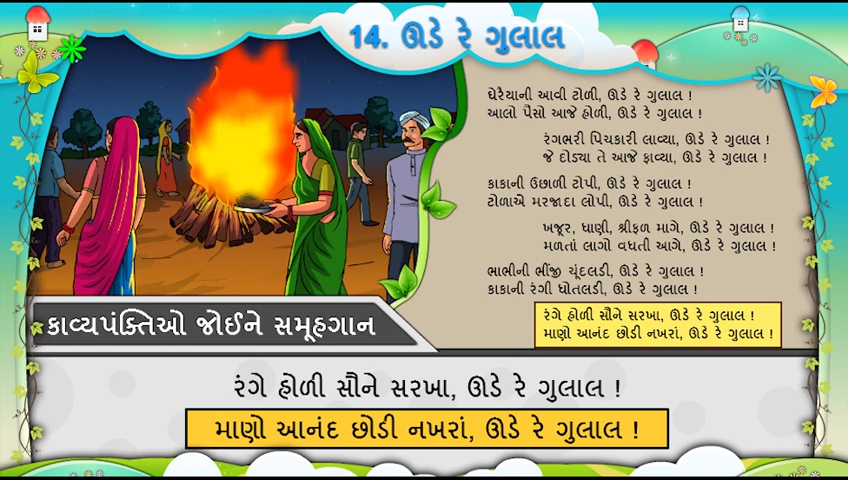 14. ઊડે રે ગુલાલ
ઘેરૈયાની આવી ટોળી, ઊડે રે ગુલાલ !
આલો પૈસો આજે હોળી, ઊડે રે ગુલાલ !
રંગભરી પિચકારી લાવ્યા, ઊડે રે ગુલાલ !
જે દોડ્યા તે આજે ફાવ્યા, ઊડે રે ગુલાલ !
કાકાની ઉછાળી ટોપી, ઊડે રે ગુલાલ !
ટોળાએ મરજાદા લોપી, ઊડે રે ગુલાલ !
ખજૂર, ધાણી, શ્રીફળ માગે, ઊડે રે ગુલાલ !
મળતાં લાગો વધતી આગે, ઊડે રે ગુલાલ !
ભાભીની ભીંજી ચૂંદલડી, ઊડે રે ગુલાલ !
કાકાની રંગી ધોતલડી, ઊડે રે ગુલાલ !
રંગે હોળી સૌને સરખા, ઊડે રે ગુલાલ !
માણો આનંદ છોડી નખરાં, ઊડે રે ગુલાલ !
કાવ્યપંક્તિઓ જોઈને સમૂહગાન
રંગે હોળી સૌને સરખા, ઊડે રે ગુલાલ !
માણો આનંદ છોડી નખરાં, ઊડે રે ગુલાલ !